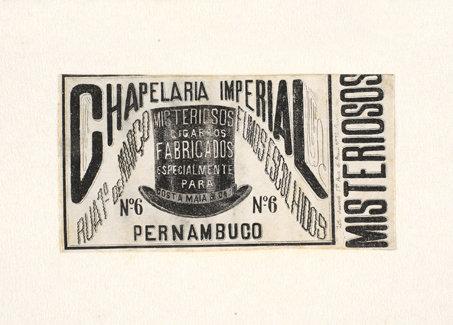 CHAPELARIA IMPERIAL
RUA 1º DE MARÇO
MISTERIOSOS
CIGARROS
FABRICADOS
ESPECIALMENTE
PARA
COSTA MAIA & Cª
FUMOS ESCOLHIDOS
Nº6
Nº6
PERNAMBUCO
MISTERIOSOS